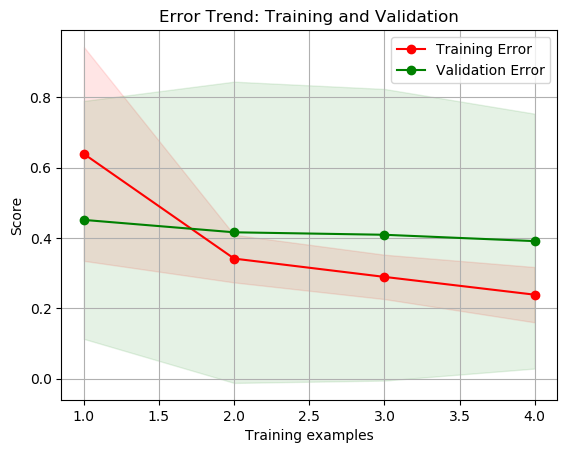 Error Trend: Training and Validation
Training Error
Validation Error
Score
0.8
0.6
0.4
0.2
0.0
1.0 1.5 2.0 2.5 3.0 3.5 4.0
Training examples